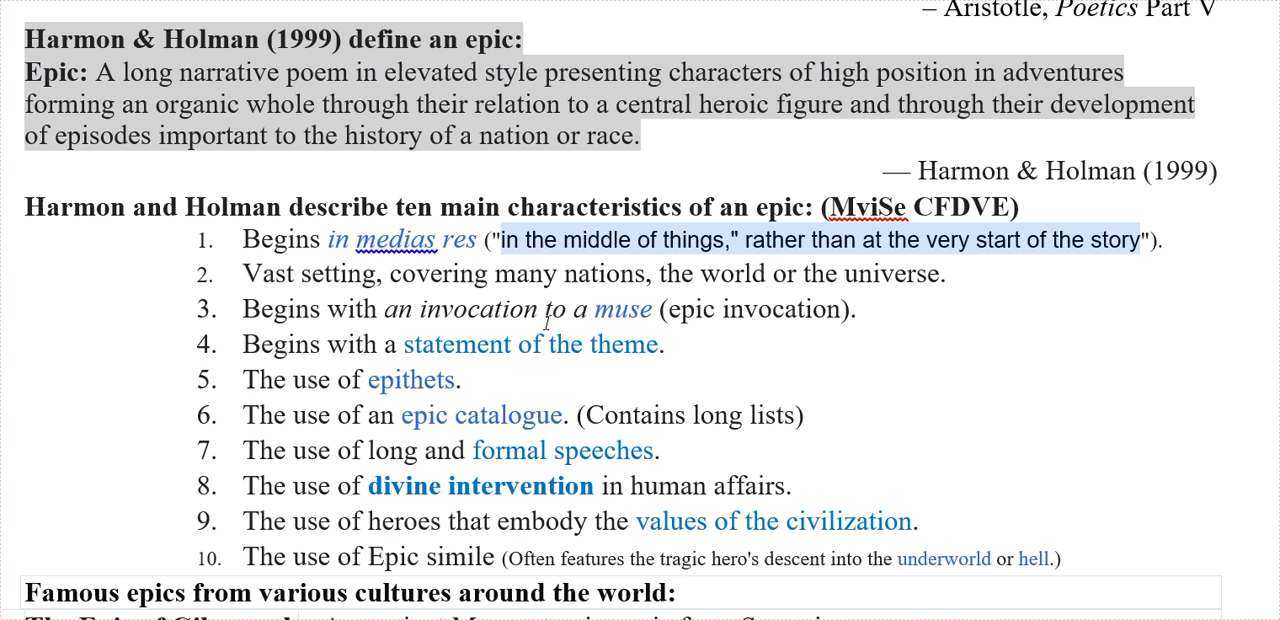 – Aristotle, Poetics Part V
Harmon & Holman (1999) define an epic:
Epic: A long narrative poem in elevated style presenting characters of high position in adventures
forming an organic whole through their relation to a central heroic figure and through their development
of episodes important to the history of a nation or race.
— Harmon & Holman (1999)
Harmon and Holman describe ten main characteristics of an epic: (MviSe CFDVE)
1. Begins in medias res ("in the middle of things," rather than at the very start of the story").
2. Vast setting, covering many nations, the world or the universe.
3. Begins with an invocation to a muse (epic invocation).
4. Begins with a statement of the theme.
5. The use of epithets.
6. The use of an epic catalogue. (Contains long lists)
7. The use of long and formal speeches.
8. The use of divine intervention in human affairs.
9. The use of heroes that embody the values of the civilization.
10. The use of Epic simile (Often features the tragic hero's descent into the underworld or hell.)
Famous epics from various cultures around the world: